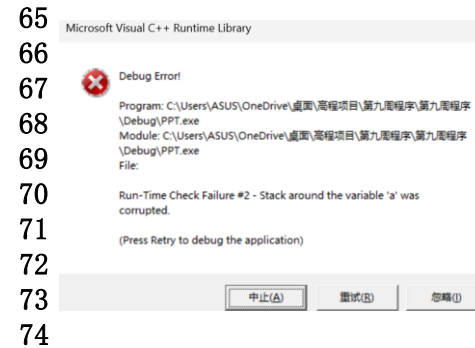 65
Microsoft Visual C++ Runtime Library
66
67
Debug Error!
Program: C:\Users\ASUS\OneDrive\桌面\高程项目\第九周程序\第九周程序
\Debug\PPT.exe
68
Module: C:\Users\ASUS\OneDrive\桌面\高程项目\第九周程序\第九周程序
\Debug\PPT.exe
69
File:
70
Run-Time Check Failure #2 - Stack around the variable 'a' was
corrupted.
71
(Press Retry to debug the application)
72
73
中止(A) 重试(R) 忽略(I)
74